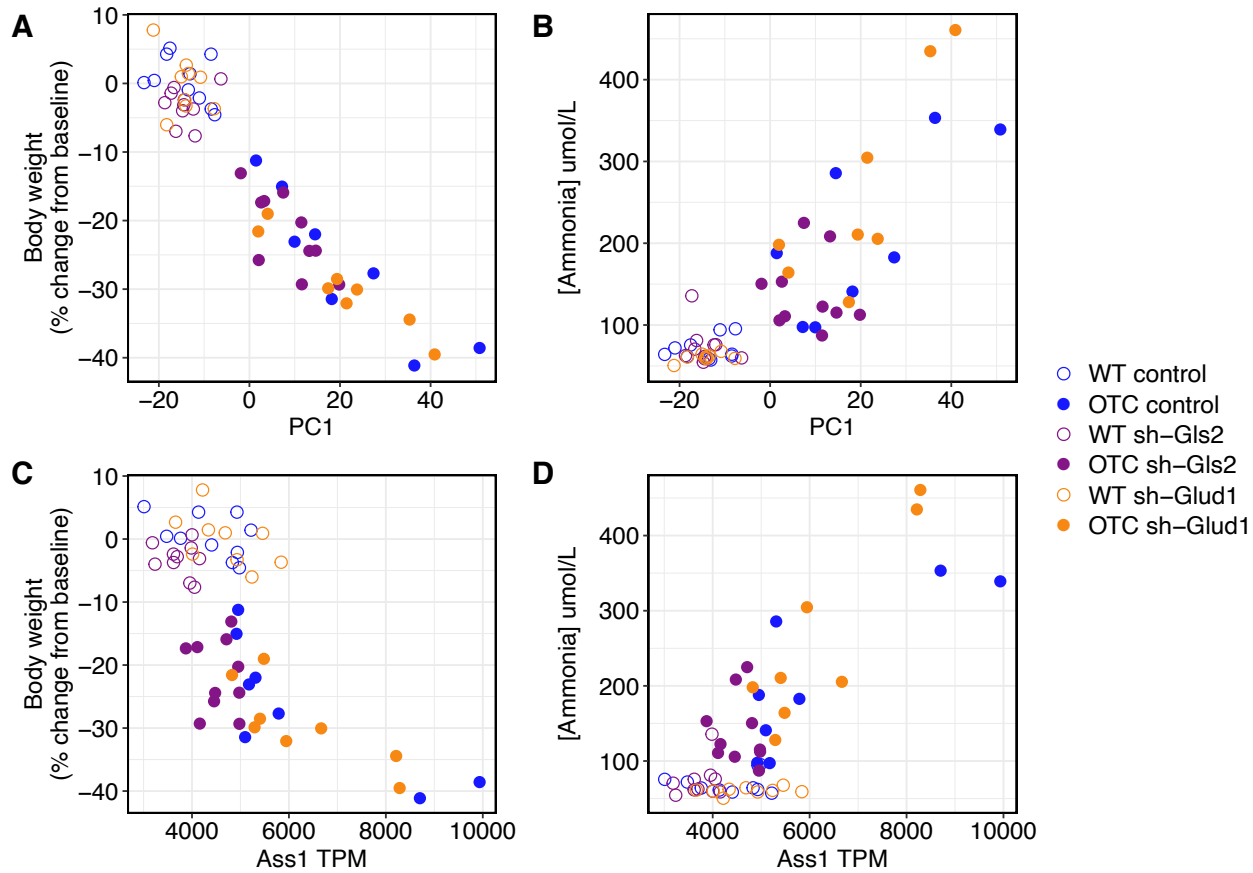 A
10
0
−10
−20
−30
−40
Body weight
(% change from baseline)
−20
0
20
40
PC1
B
400
300
200
100
[Ammonia] umol/L
−20
0
20
40
PC1
C
10
0
−10
−20
−30
−40
Body weight
(% change from baseline)
4000
6000
8000
10000
Ass1 TPM
D
400
300
200
100
[Ammonia] umol/L
4000
6000
8000
10000
Ass1 TPM
WT control
OTC control
WT sh−Gls2
OTC sh−Gls2
WT sh−Glud1
OTC sh−Glud1